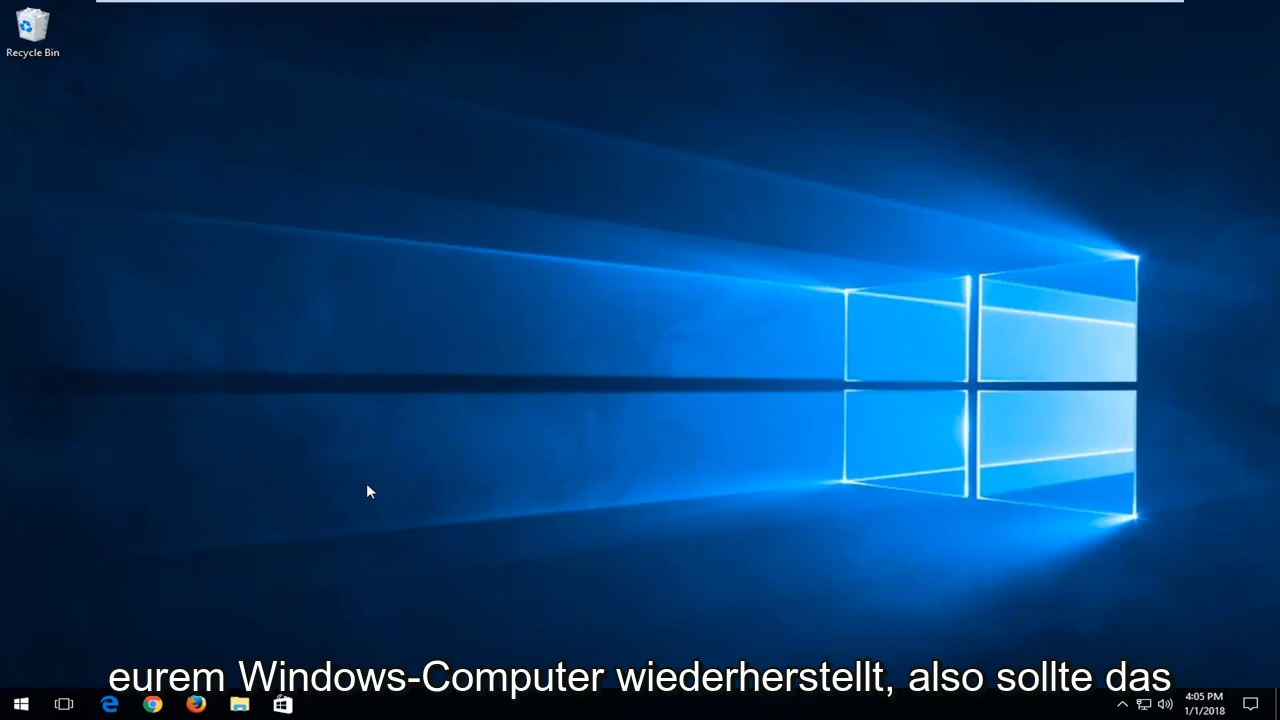 Recycle Bin
eurem Windows-Computer wiederherstellt, also sollte das
4:05 PM
1/1/2018